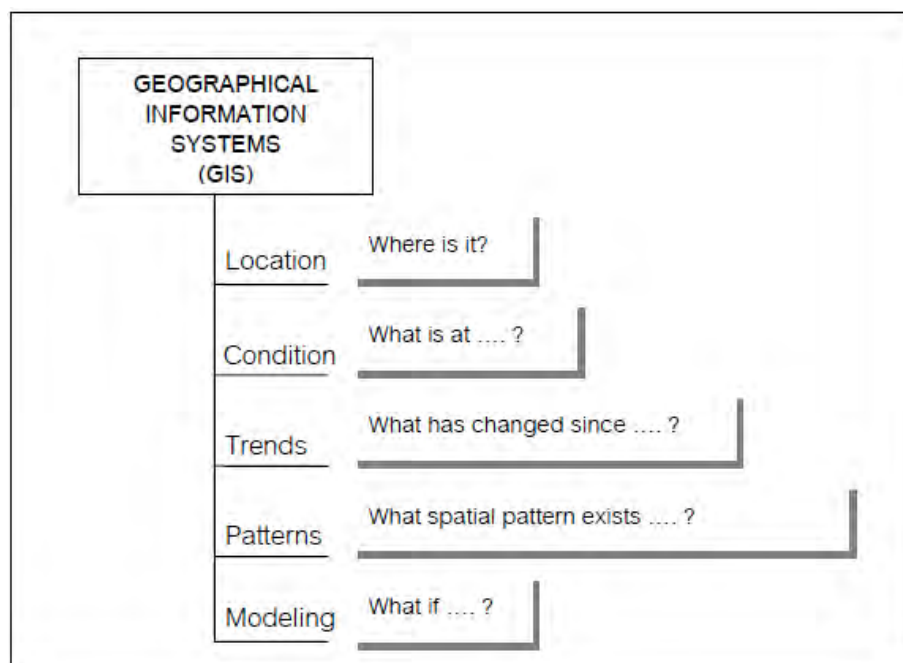 GEOGRAPHICAL
INFORMATION
SYSTEMS
(GIS)
Location
Where is it?
Condition
What is at .... ?
Trends
What has changed since .... ?
Patterns
What spatial pattern exists .... ?
Modeling
What if .... ?